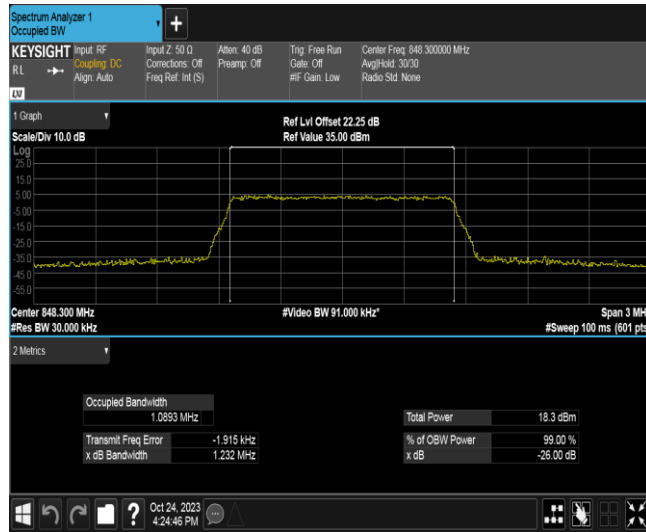 Spectrum Analyzer 1
Occupied BW
+
KEYSIGHT
RL
LXI
Input: RF
Coupling: DC
Align: Auto
Input Z: 50 Ω
Corrections: Off
Freq Ref: Int (S)
Atten: 40 dB
Preamp: Off
Trig: Free Run
Gate: Off
#IF Gain: Low
Center Freq: 848.300000 MHz
Avg|Hold: 30/30
Radio Std: None
1 Graph
Scale/Div 10.0 dB
Ref Lvl Offset 22.25 dB
Ref Value 35.00 dBm
Log
25.0
15.0
5.00
-5.00
-15.0
-25.0
-35.0
-45.0
-55.0
Center 848.300 MHz
#Res BW 30.000 kHz
#Video BW 91.000 kHz*
Span 3 MH
#Sweep 100 ms (601 pts
2 Metrics
Occupied Bandwidth
1.0893 MHz
Transmit Freq Error -1.915 kHz
x dB Bandwidth 1.232 MHz
Total Power 18.3 dBm
% of OBW Power 99.00 %
x dB -26.00 dB
?
Oct 24, 2023
4:24:46 PM